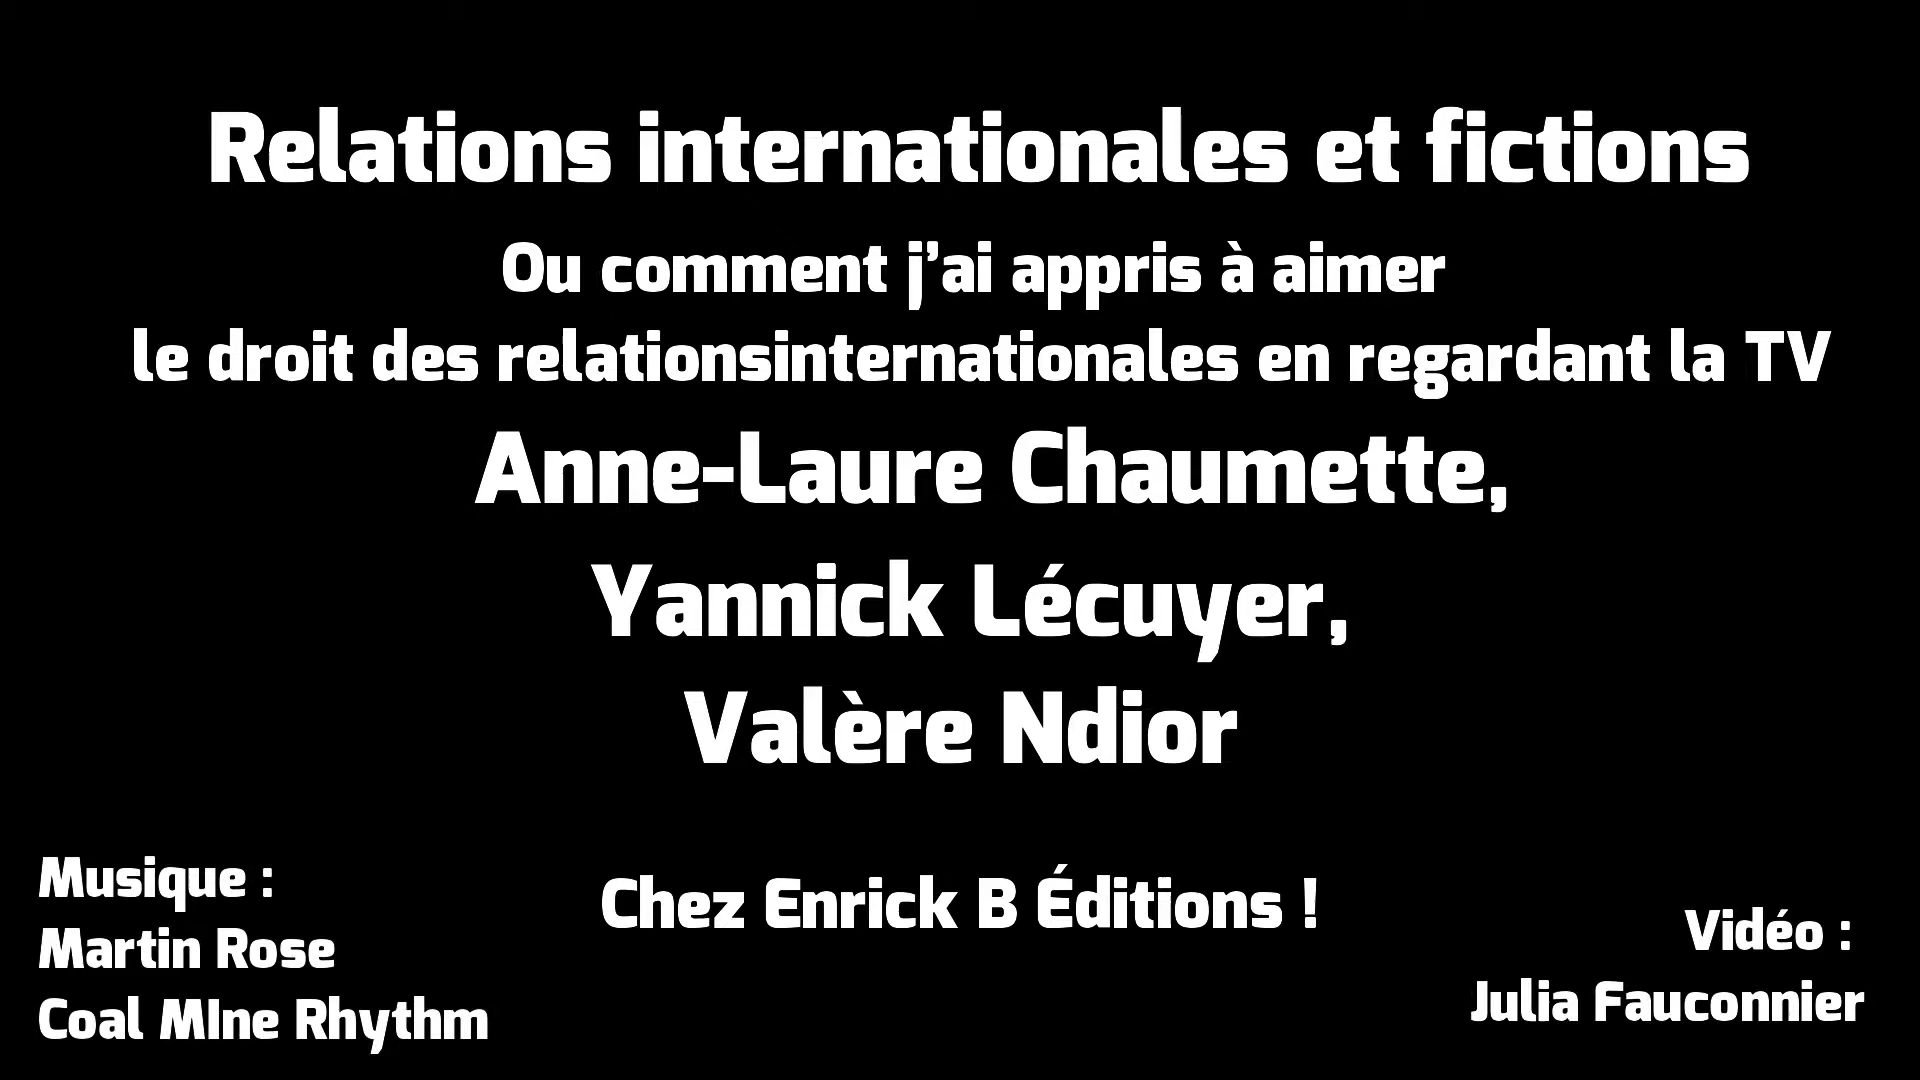 Relations internationales et fictions
Ou comment j’ai appris à aimer
le droit des relationsinternationales en regardant la TV
Anne-Laure Chaumette,
Yannick Lécuyer,
Valère Ndior
Chez Enrick B Éditions !
Musique :
Martin Rose
Coal MIne Rhythm
Vidéo :
Julia Fauconnier